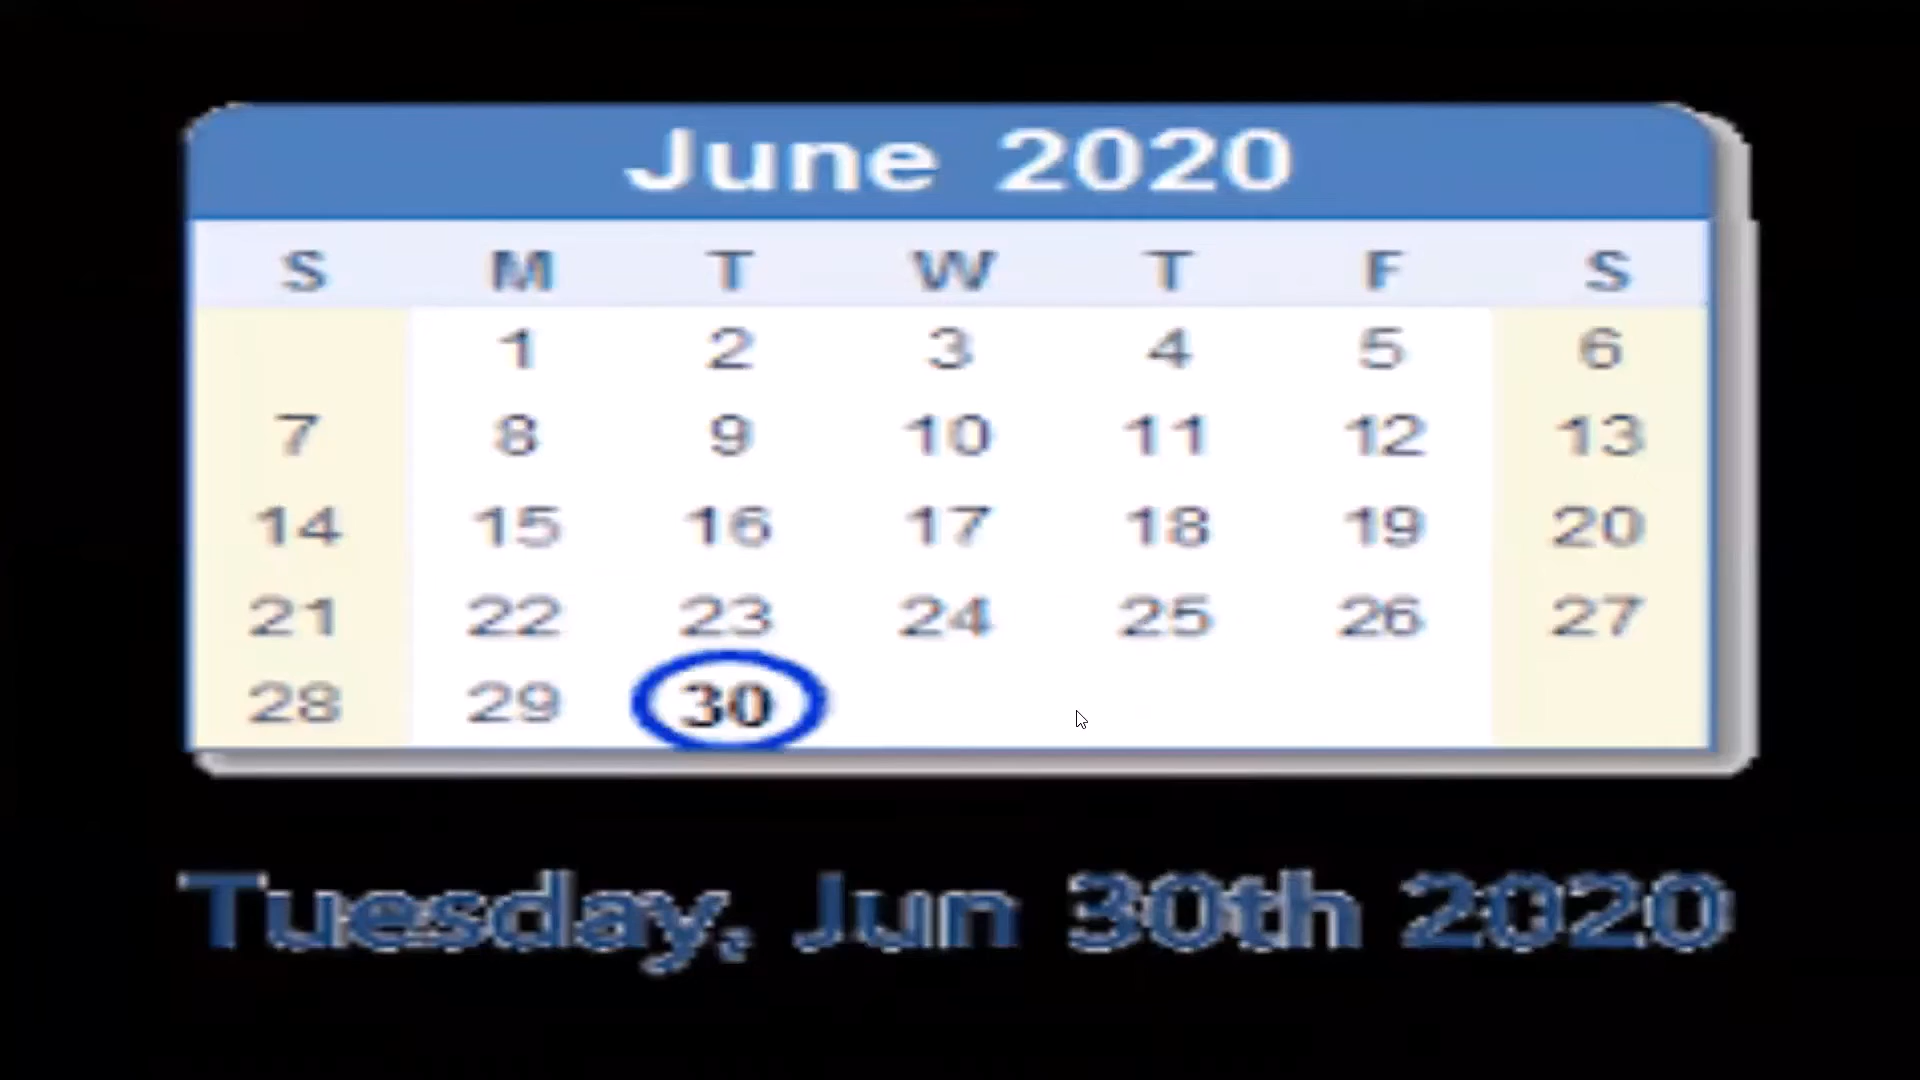 June 2020
S M T W T F S
1 2 3 4 5 6
7 8 9 10 11 12 13
14 15 16 17 18 19 20
21 22 23 24 25 26 27
28 29 30
Tuesday, Jun 30th 2020